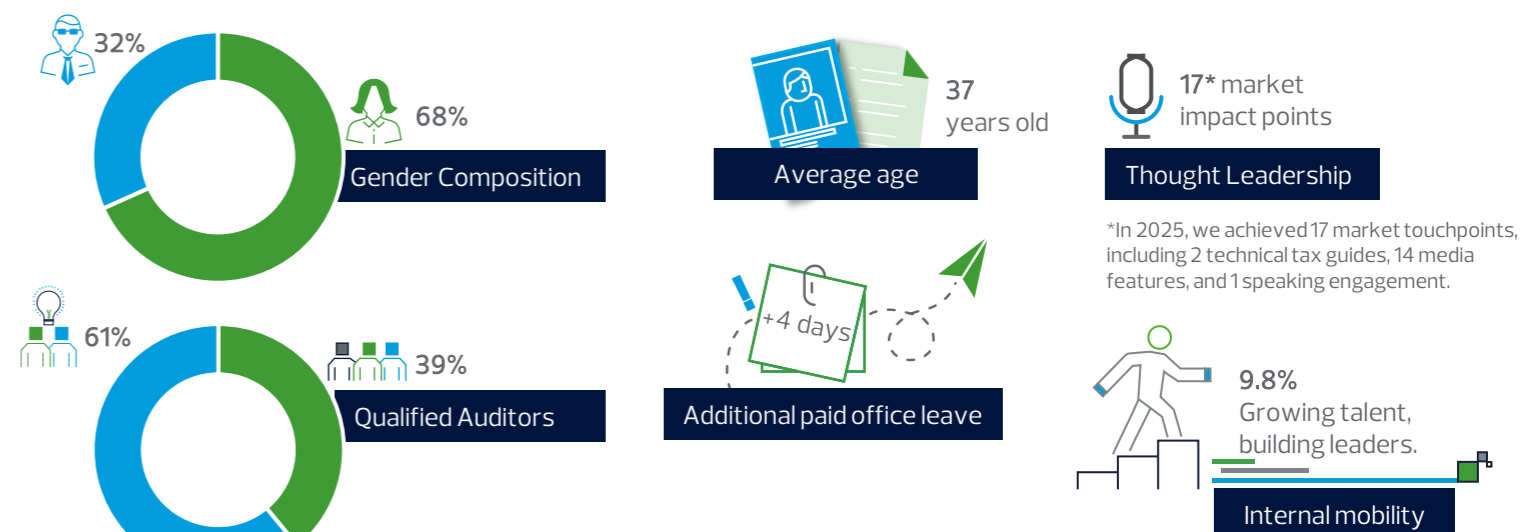 32%
68%
Gender Composition
61%
39%
Qualified Auditors
37
years old
Average age
+4 days
Additional paid office leave
17* market
impact points
Thought Leadership
*In 2025, we achieved 17 market touchpoints,
including 2 technical tax guides, 14 media
features, and 1 speaking engagement.
9.8%
Growing talent,
building leaders.
Internal mobility